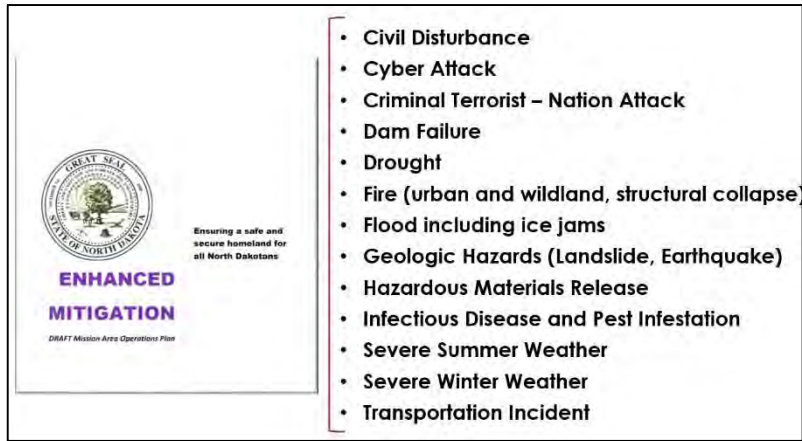 GREAT SEAL
STATE OF NORTH DAKOTA
Ensuring a safe and
secure homeland for
all North Dakotans
ENHANCED
MITIGATION
DRAFT Mission Area Operations Plan
• Civil Disturbance
• Cyber Attack
• Criminal Terrorist – Nation Attack
• Dam Failure
• Drought
• Fire (urban and wildland, structural collapse)
• Flood including ice jams
• Geologic Hazards (Landslide, Earthquake)
• Hazardous Materials Release
• Infectious Disease and Pest Infestation
• Severe Summer Weather
• Severe Winter Weather
• Transportation Incident